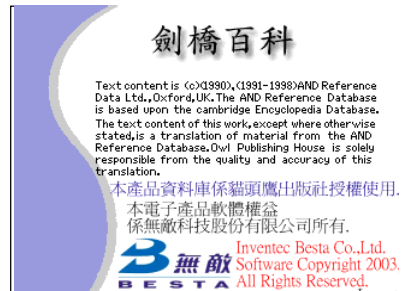 劍橋百科
Text content is (c)(1990),(1991-1998)AND Reference
Data Ltd.,Oxford,UK.The AND Reference Database
is based upon the cambridge Encyclopedia Database.
The text content of this work,except where otherwise
stated,is a translation of material from the AND
Reference Database.Owl Publishing House is solely
responsible from the quality and accuracy of this
translation.
本產品資料庫係貓頭鷹出版社授權使用.
本電子產品軟體權益
係無敵科技股份有限公司所有.
無敵
BESTA
Inventec Besta Co.,Ltd.
Software Copyright 2003.
All Rights Reserved.